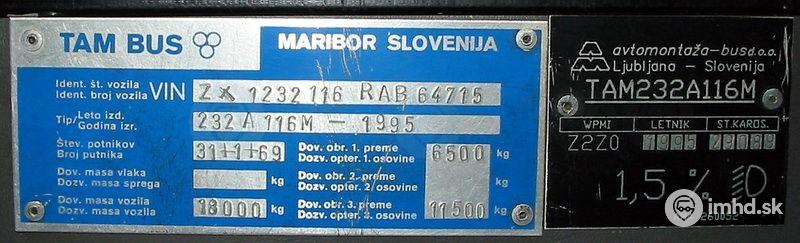 TAM BUS MARIBOR SLOVENIJA
Ident. št. vozila
Ident. broj vozila VIN Z X 1232116 RAB 64715
Tip/Leto izd.
Godina izr. 232 A 116M - 1995
Štev. potnikov
Broj putnika 31+1+69 Dov. obr. 1. preme
Dozv. opter. 1. osovine 6500 kg
Dov. masa vlaka
Dozv. masa sprega kg Dov. obr. 2. preme
Dozv. opter. 2. osovine kg
Dov. masa vozila
Dozv. masa vozila 18000 kg Dov. obr. 3. preme
Dozv. opter. 3. osovine 11500 kg
avtomontaža-bus d.o.o.
Ljubljana - Slovenija
TAM232A116M
WPMI LETNIK ST.KAROS.
Z2Z0 1995
1,5 %
imhd.sk